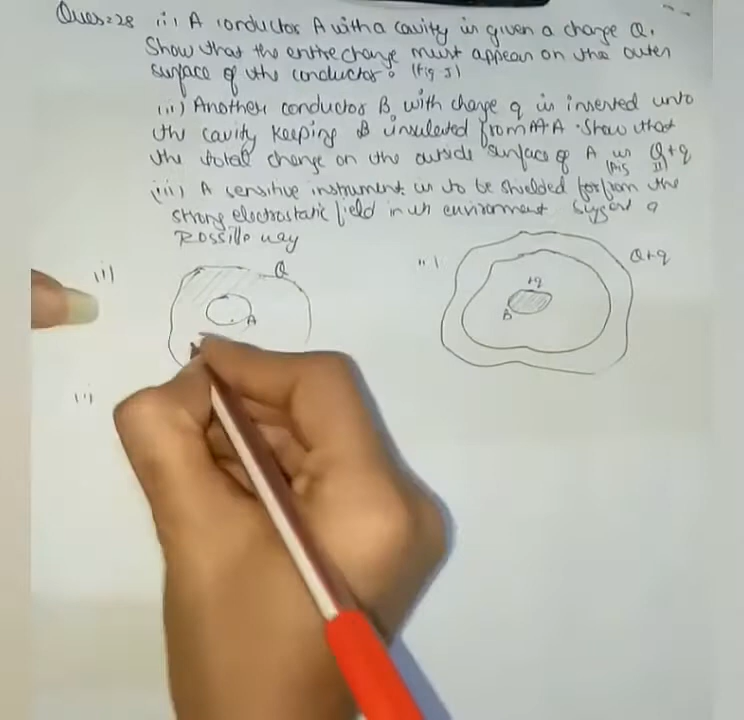 Ques:28 (i) A conductor A with a cavity is given a charge Q.
Show that the entire charge must appear on the outer
surface of the conductor. (fig I)
(ii) Another conductor B with charge q is inserted into
the cavity keeping B insulated from A. Show that
the total charge on the outside surface of A is Q+q
(fig II)
(iii) A sensitive instrument is to be shielded from the
strong electrostatic field in its environment Suggest a
Possible way
(i) Q
A
ii) Q+q
+q
B
(i)